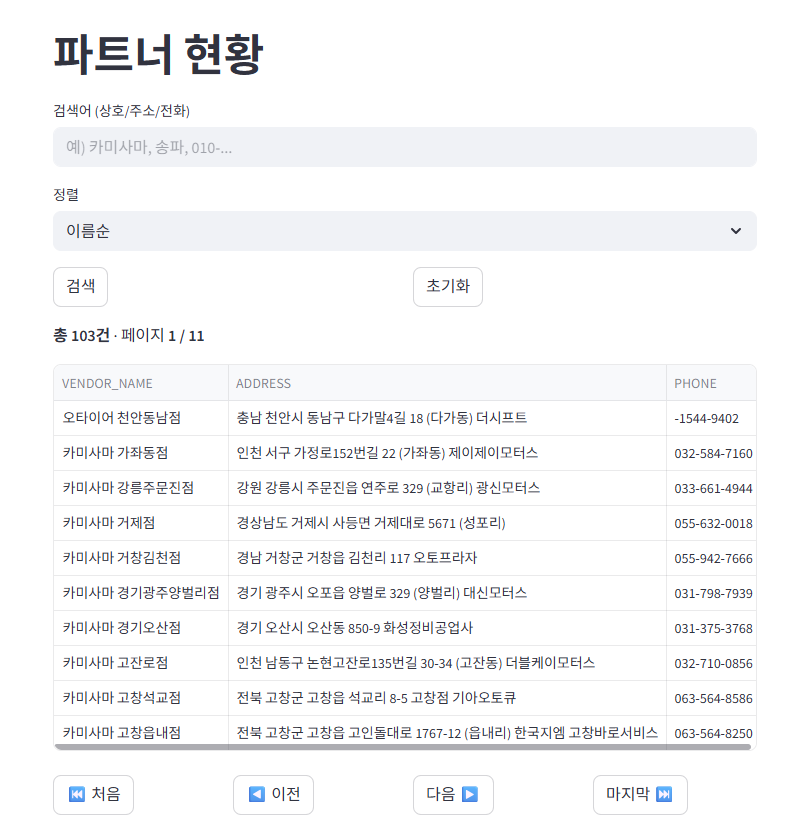 파트너 현황
검색어 (상호/주소/전화)
예) 카미사마, 송파, 010-...
정렬
이름순
검색 초기화
총 103건 · 페이지 1 / 11
VENDOR_NAME ADDRESS PHONE
오타이어 천안동남점 충남 천안시 동남구 다가말4길 18 (다가동) 더시프트 -1544-9402
카미사마 가좌동점 인천 서구 가정로152번길 22 (가좌동) 제이제이모터스 032-584-7160
카미사마 강릉주문진점 강원 강릉시 주문진읍 연주로 329 (교항리) 광신모터스 033-661-4944
카미사마 거제점 경상남도 거제시 사등면 거제대로 5671 (성포리) 055-632-0018
카미사마 거창김천점 경남 거창군 거창읍 김천리 117 오토프라자 055-942-7666
카미사마 경기광주양벌리점 경기 광주시 오포읍 양벌로 329 (양벌리) 대신모터스 031-798-7939
카미사마 경기오산점 경기 오산시 오산동 850-9 화성정비공업사 031-375-3768
카미사마 고잔로점 인천 남동구 논현고잔로135번길 30-34 (고잔동) 더블케이모터스 032-710-0856
카미사마 고창석교점 전북 고창군 고창읍 석교리 8-5 고창점 기아오토큐 063-564-8586
카미사마 고창읍내점 전북 고창군 고창읍 고인돌대로 1767-12 (읍내리) 한국지엠 고창바로서비스 063-564-8250
⏮️ 처음 ◀️ 이전 다음 ▶️ 마지막 ⏭️